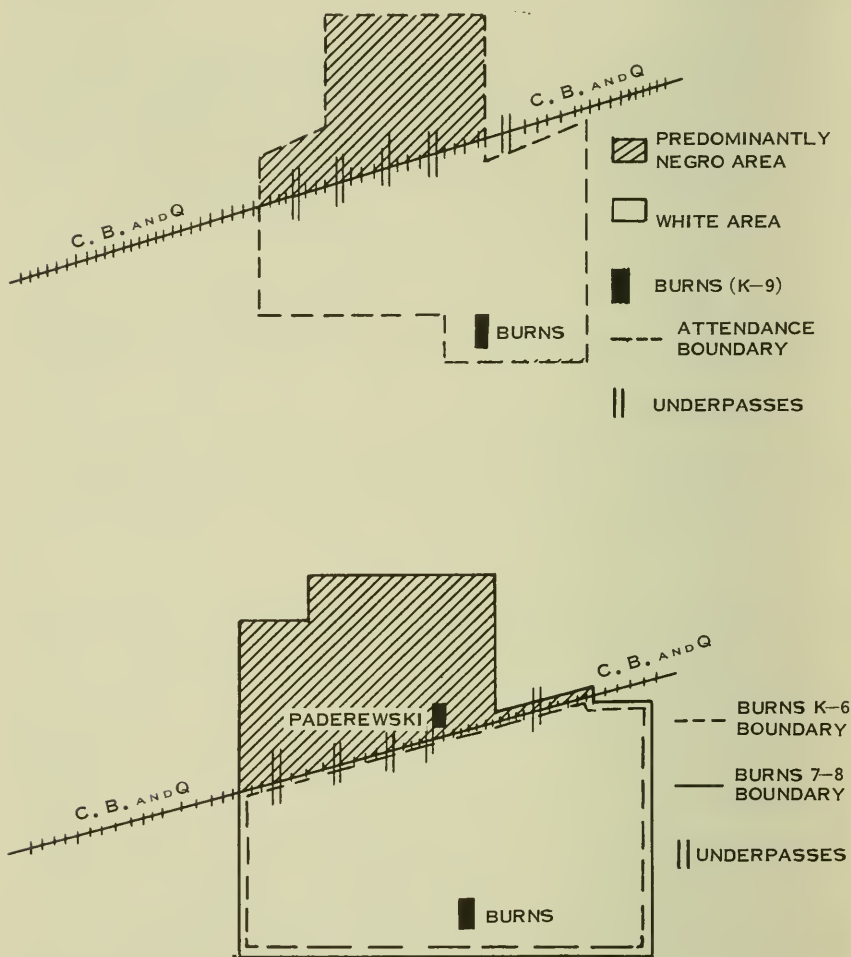 C. B. AND Q
C. B. AND Q
PREDOMINANTLY
NEGRO AREA
WHITE AREA
BURNS (K-9)
BURNS
ATTENDANCE
BOUNDARY
UNDERPASSES
C. B. AND Q
PADEREWSKI
BURNS K-6
BOUNDARY
BURNS 7-8
BOUNDARY
C. B. AND Q
UNDERPASSES
BURNS